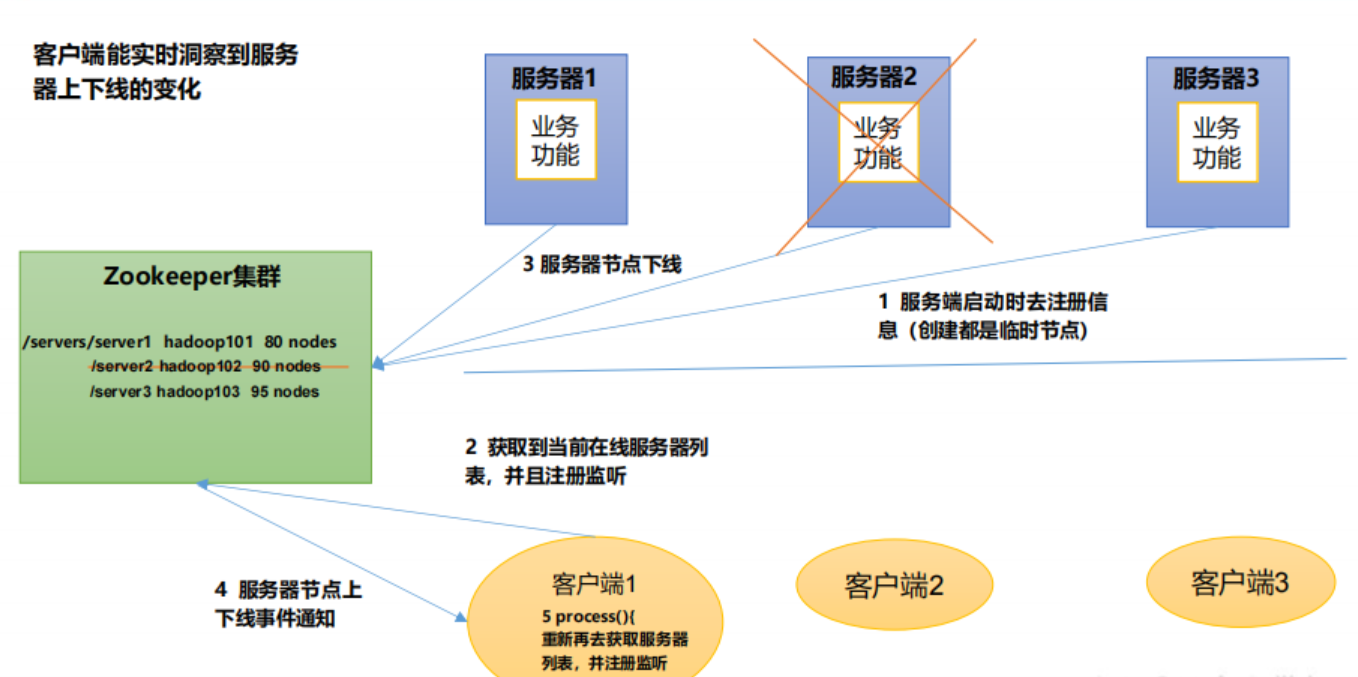 客户端能实时洞察到服务
器上下线的变化
服务器1
业务
功能
服务器2
业务
功能
服务器3
业务
功能
3 服务器节点下线
1 服务端启动时去注册信
息（创建都是临时节点）
Zookeeper集群
/servers/server1 hadoop101 80 nodes
/server2 hadoop102 90 nodes
/server3 hadoop103 95 nodes
2 获取到当前在线服务器列
表，并且注册监听
4 服务器节点上
下线事件通知
客户端1
5 process(){
重新再去获取服务器
列表，并注册监听
客户端2
客户端3